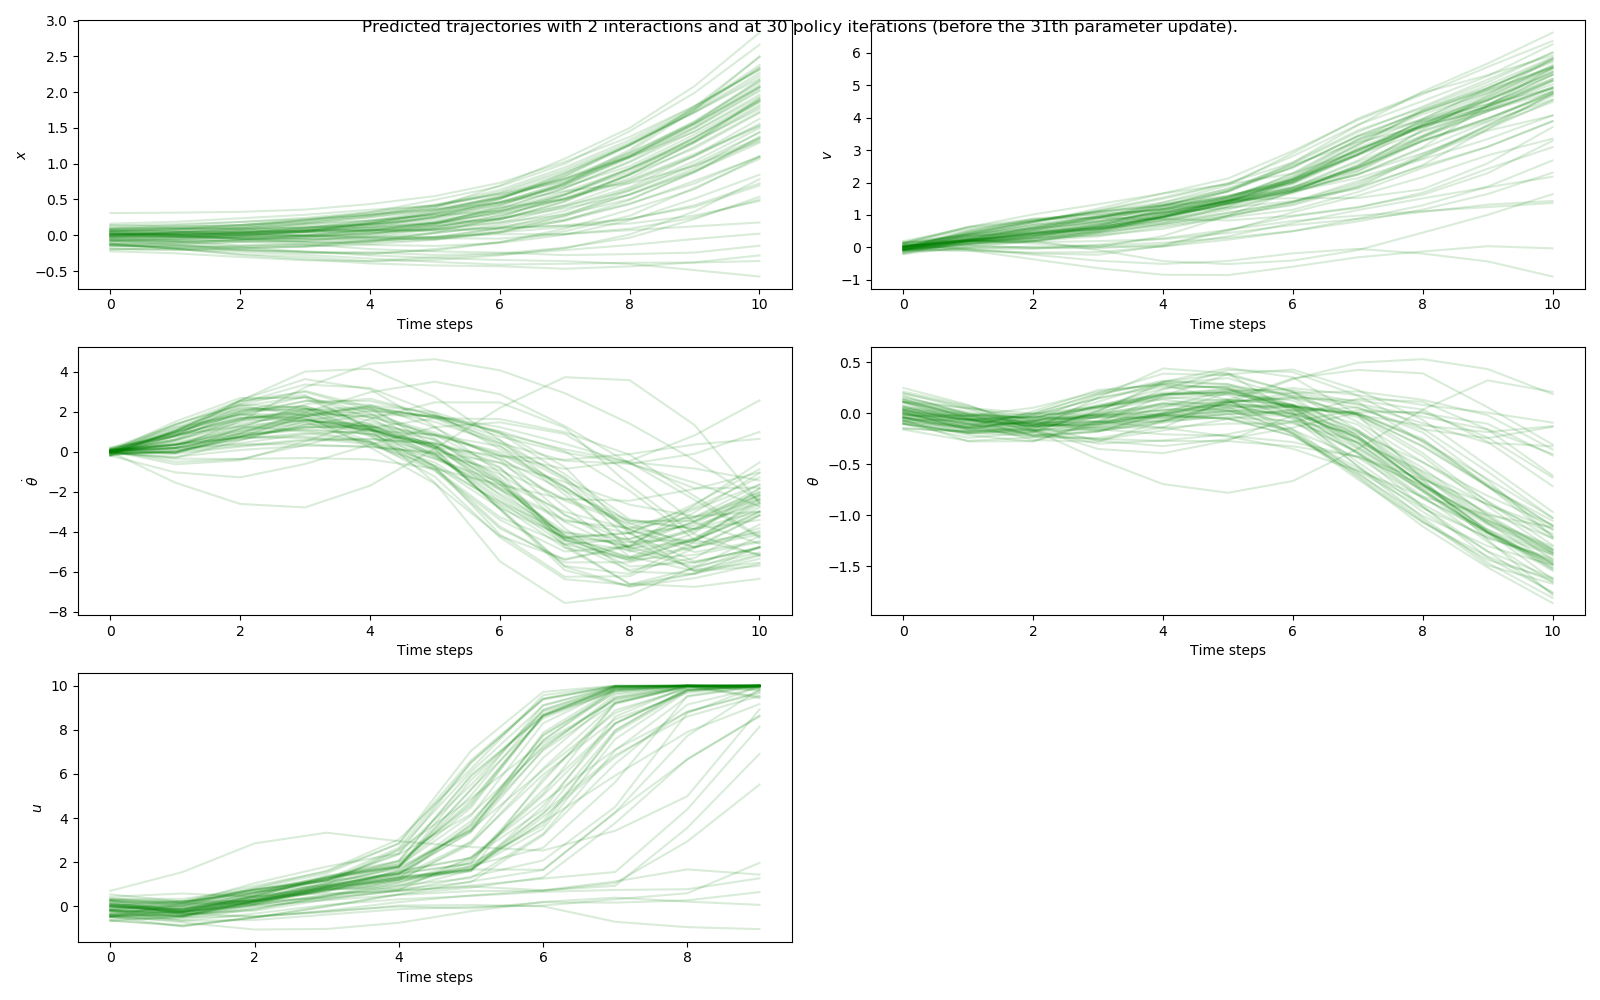 Predicted trajectories with 2 interactions and at 30 policy iterations (before the 31th parameter update).
3.0
2.5
2.0
1.5
1.0
0.5
0.0
−0.5
x
0 2 4 6 8 10
Time steps
6
5
4
3
2
1
0
−1
v
0 2 4 6 8 10
Time steps
4
2
0
−2
−4
−6
−8
θ̇
0 2 4 6 8 10
Time steps
0.5
0.0
−0.5
−1.0
−1.5
θ
0 2 4 6 8 10
Time steps
10
8
6
4
2
0
u
0 2 4 6 8
Time steps